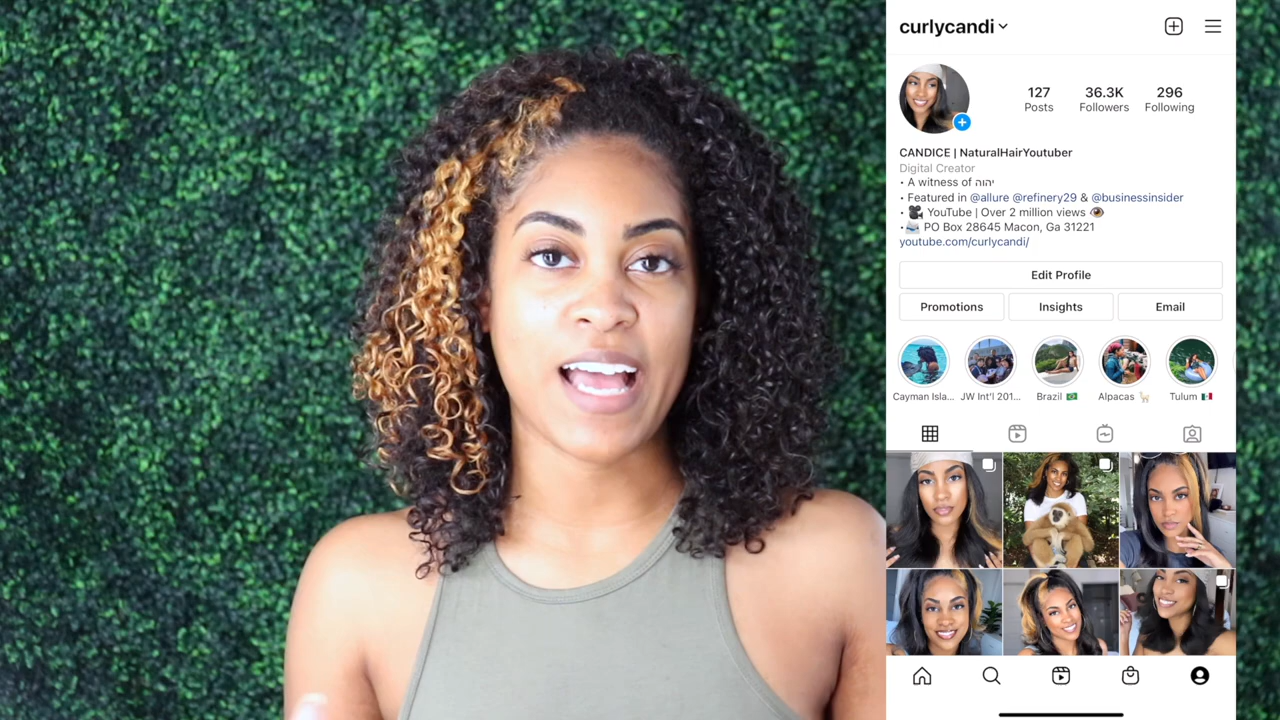 curlycandi
127 36.3K 296
Posts Followers Following
CANDICE | NaturalHairYoutuber
Digital Creator
• A witness of יהוה
• Featured in @allure @refinery29 & @businessinsider
• 🎥 YouTube | Over 2 million views 👁
•📨 PO Box 28645 Macon, Ga 31221
youtube.com/curlycandi/
Edit Profile
Promotions Insights Email
Cayman Isla... JW Int'l 201... Brazil 🇧🇷 Alpacas 🦙 Tulum 🇲🇽